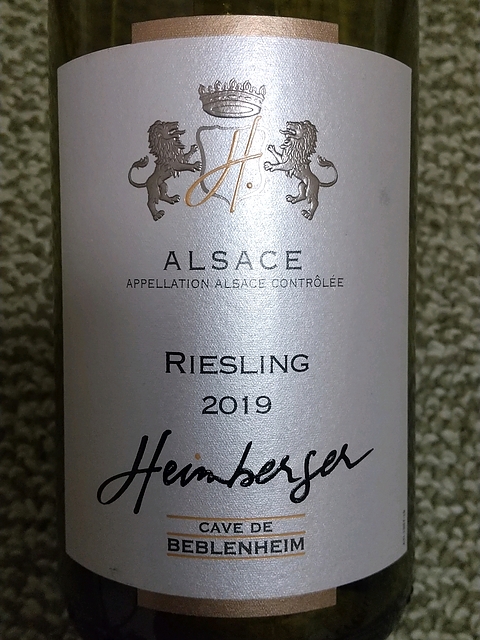 H.
ALSACE
APPELLATION ALSACE CONTRÔLÉE
RIESLING
2019
Heimberger
CAVE DE
BEBLENHEIM